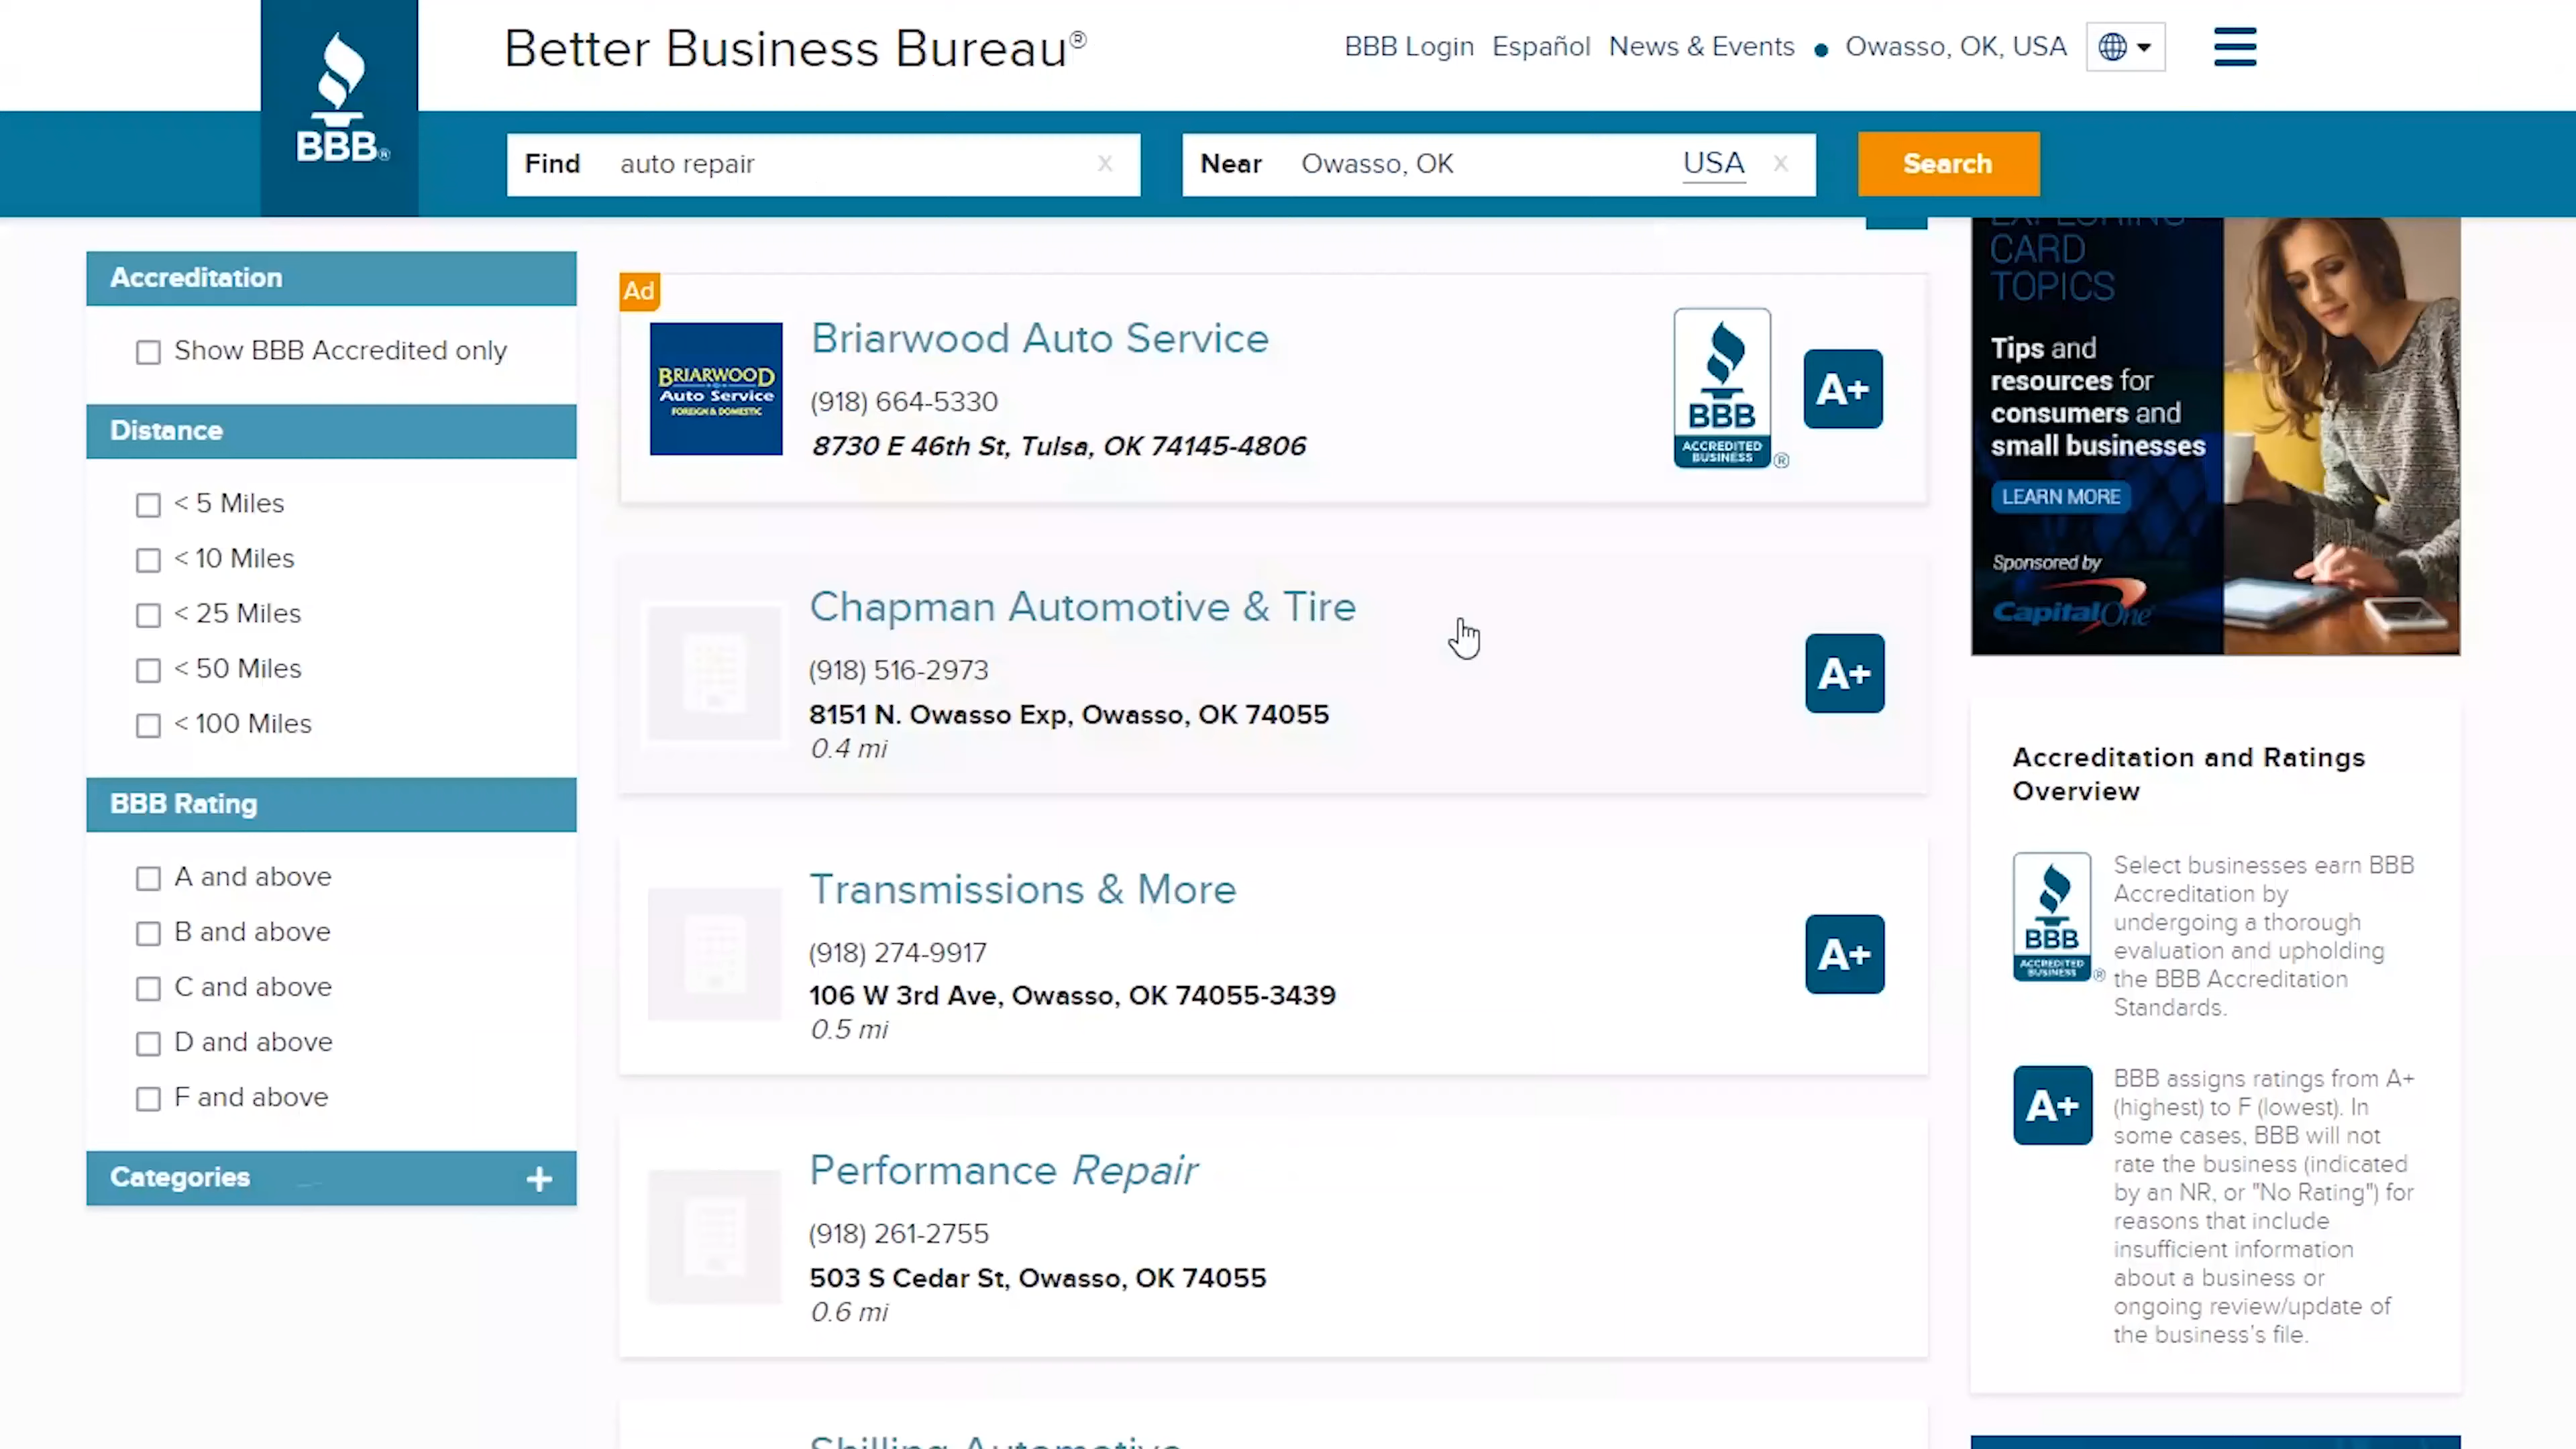 Better Business Bureau®
BBB Login Español News & Events Owasso, OK, USA
BBB®
Find auto repair x
Near Owasso, OK USA x
Search
Accreditation
Show BBB Accredited only
Distance
< 5 Miles
< 10 Miles
< 25 Miles
< 50 Miles
< 100 Miles
BBB Rating
A and above
B and above
C and above
D and above
F and above
Categories +
Ad
BRIARWOOD
Auto Service
FOREIGN & DOMESTIC
Briarwood Auto Service
(918) 664-5330
8730 E 46th St, Tulsa, OK 74145-4806
BBB
ACCREDITED
BUSINESS
®
A+
Chapman Automotive & Tire
(918) 516-2973
8151 N. Owasso Exp, Owasso, OK 74055
0.4 mi
A+
Transmissions & More
(918) 274-9917
106 W 3rd Ave, Owasso, OK 74055-3439
0.5 mi
A+
Performance Repair
(918) 261-2755
503 S Cedar St, Owasso, OK 74055
0.6 mi
CARD
TOPICS
Tips and
resources for
consumers and
small businesses
LEARN MORE
Sponsored by
Capital One®
Accreditation and Ratings
Overview
BBB
ACCREDITED
BUSINESS
®
Select businesses earn BBB
Accreditation by
undergoing a thorough
evaluation and upholding
the BBB Accreditation
Standards.
A+
BBB assigns ratings from A+
(highest) to F (lowest). In
some cases, BBB will not
rate the business (indicated
by an NR, or "No Rating") for
reasons that include
insufficient information
about a business or
ongoing review/update of
the business's file.